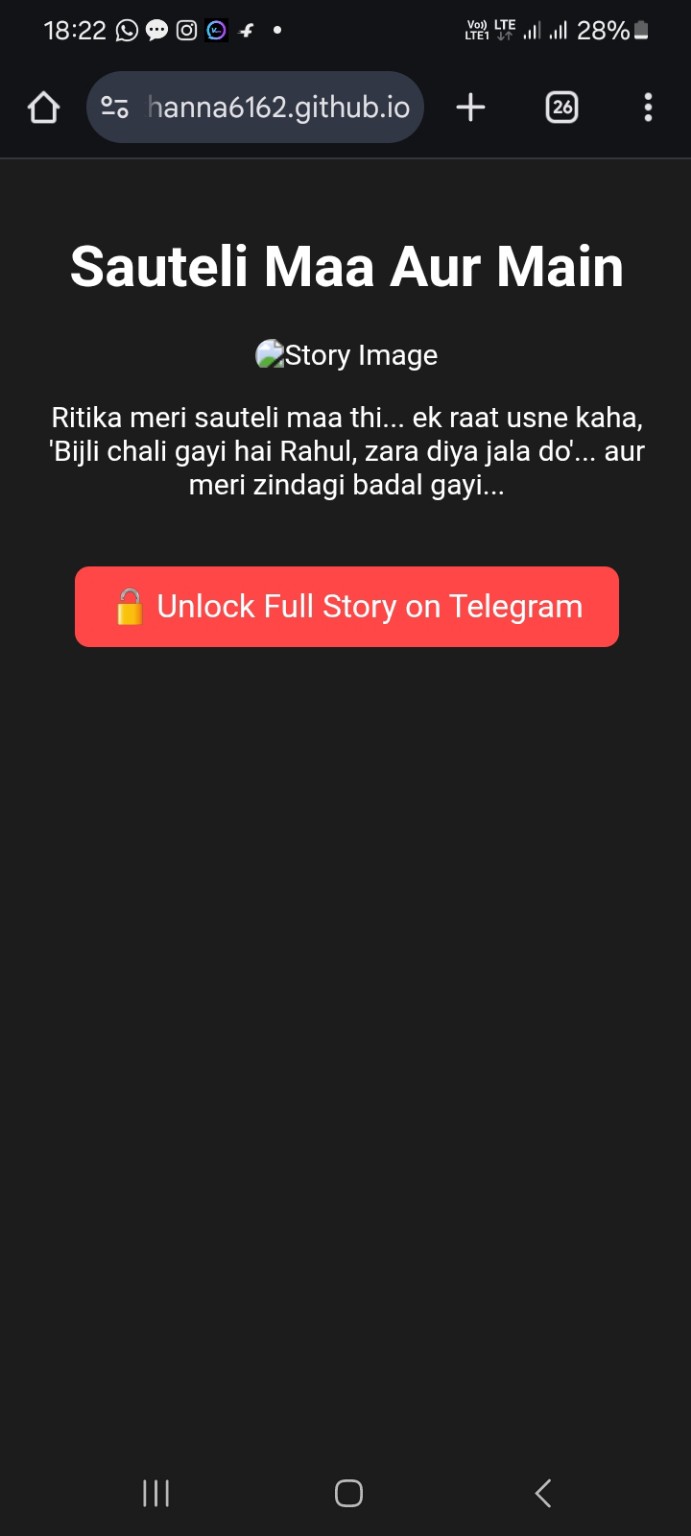 18:22
Vo)) LTE
LTE1
28%
hanna6162.github.io
26
Sauteli Maa Aur Main
Story Image
Ritika meri sauteli maa thi... ek raat usne kaha,
'Bijli chali gayi hai Rahul, zara diya jala do'... aur
meri zindagi badal gayi...
🔓 Unlock Full Story on Telegram